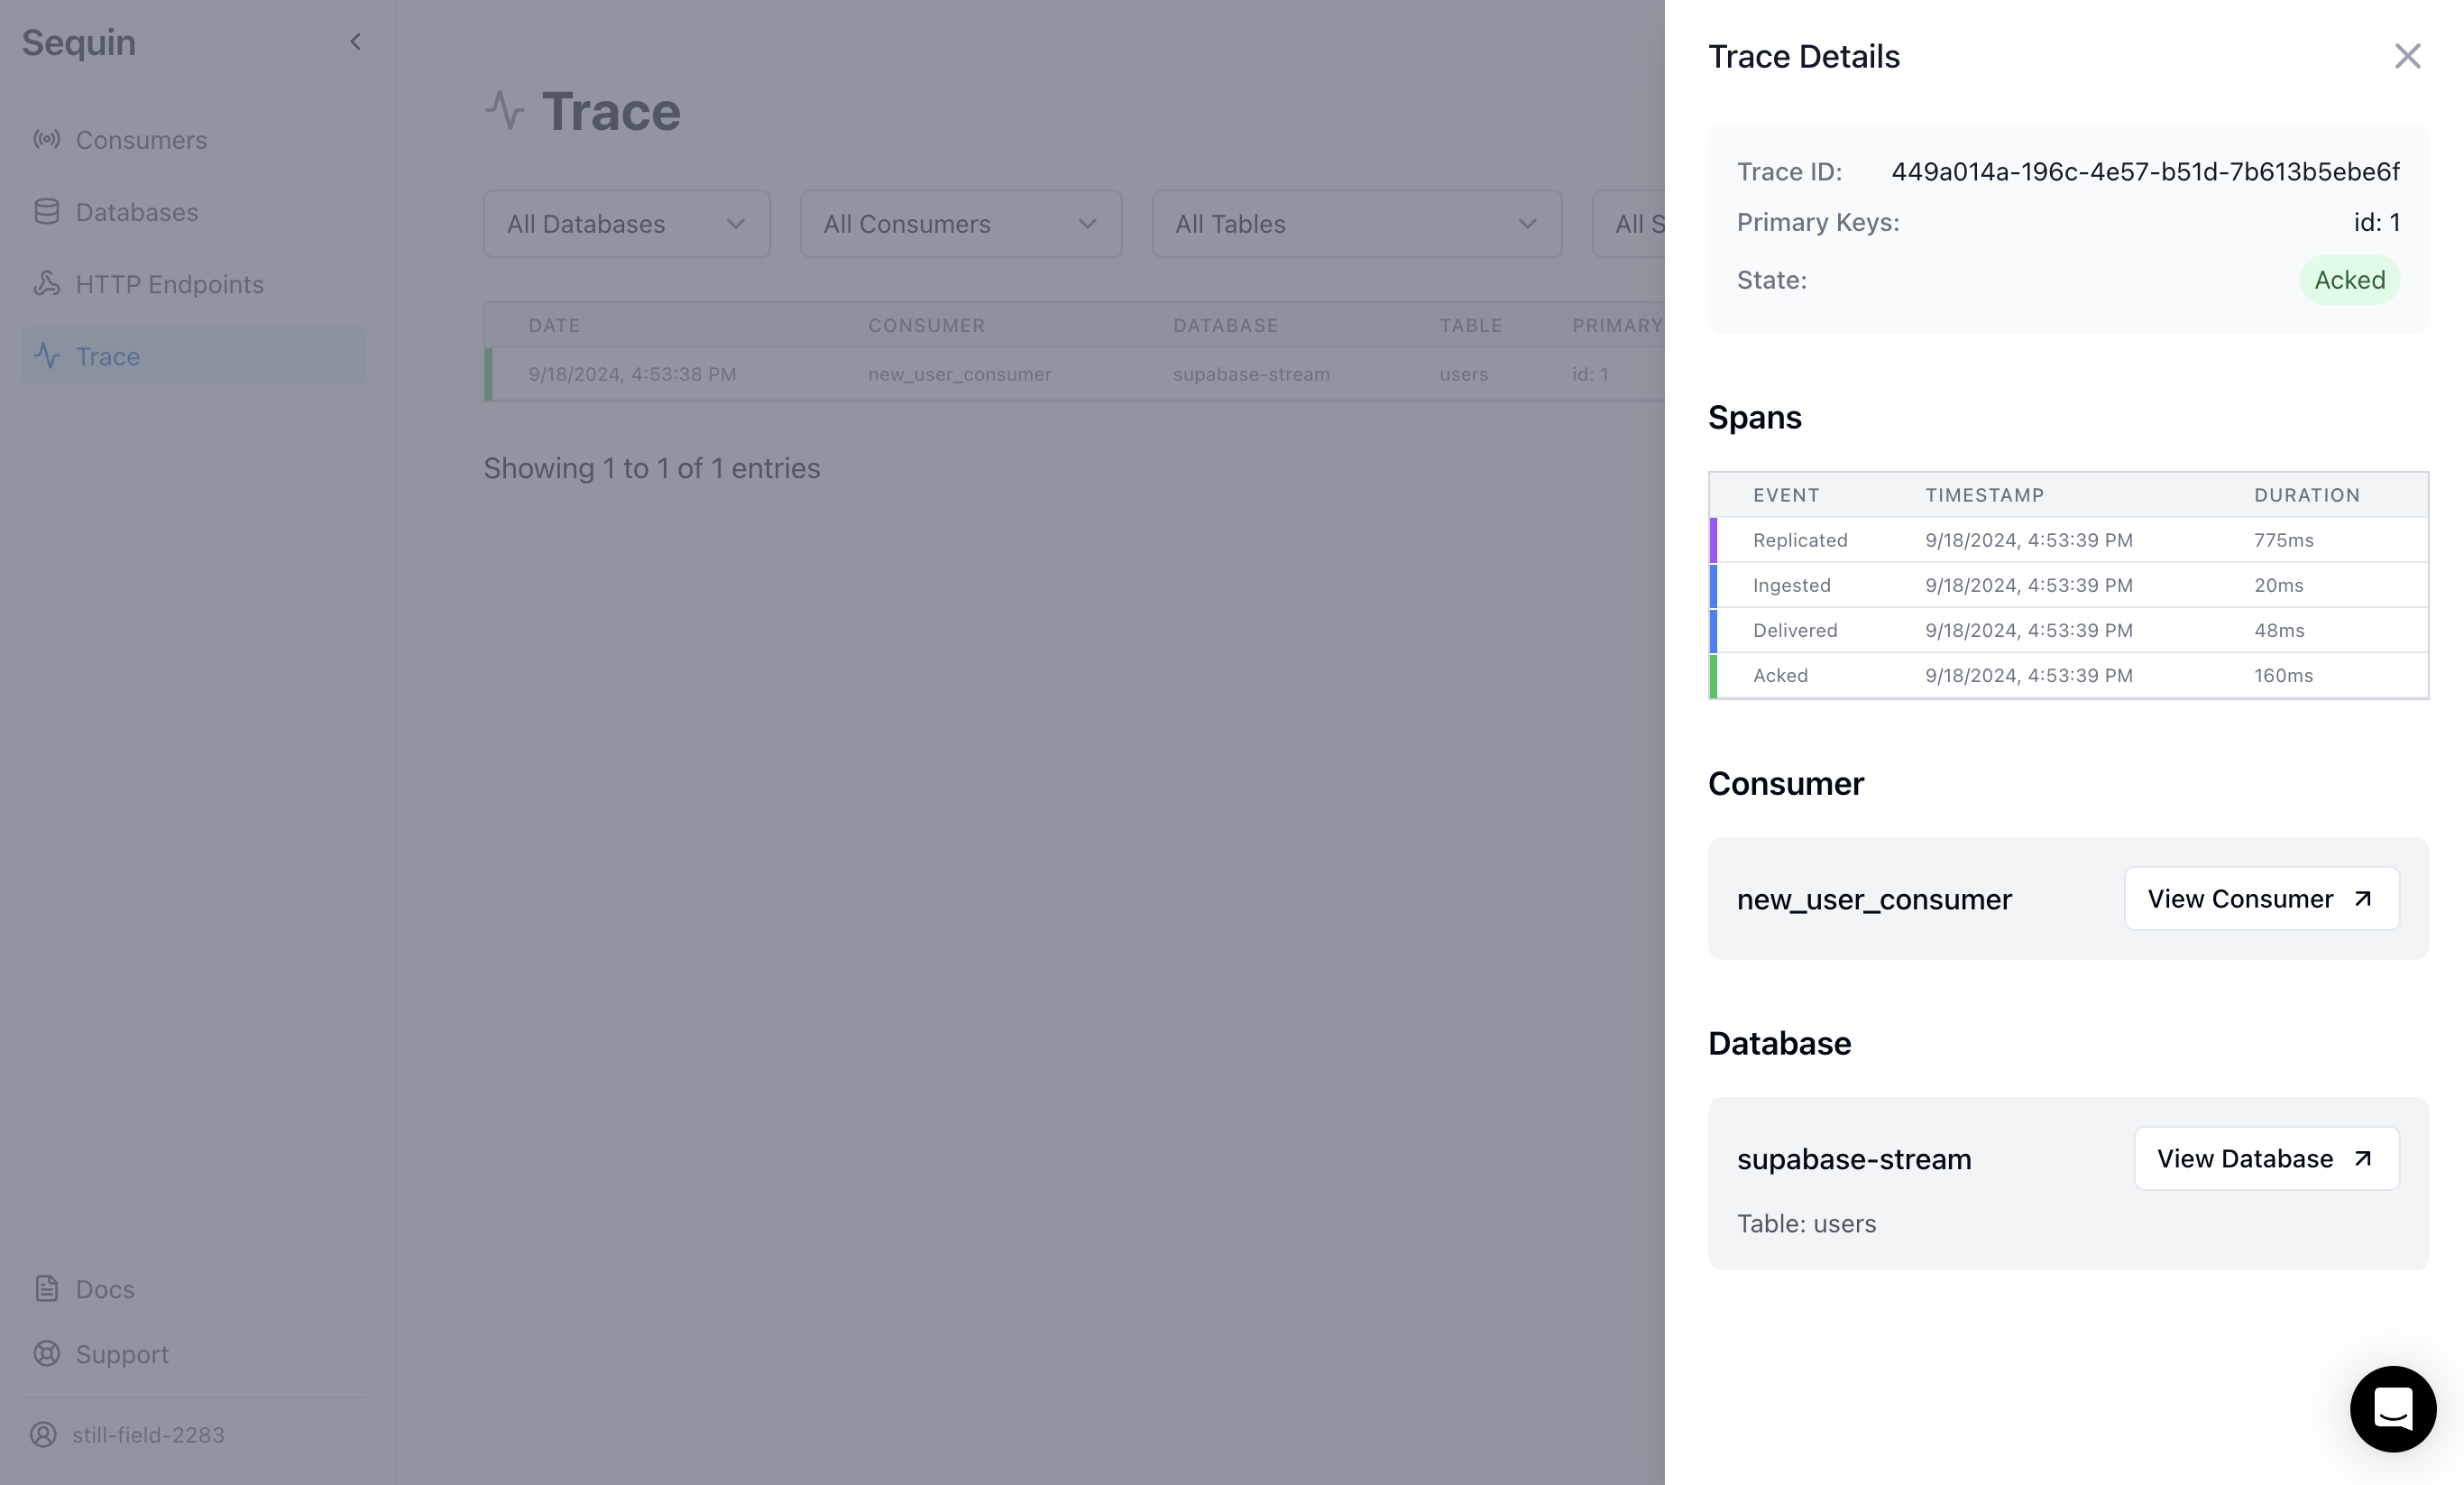 Sequin
Consumers
Databases
HTTP Endpoints
Trace
Docs
Support
still-field-2283
Trace
All Databases
All Consumers
All Tables
All S
DATE CONSUMER DATABASE TABLE PRIMARY
9/18/2024, 4:53:38 PM new_user_consumer supabase-stream users id: 1
Showing 1 to 1 of 1 entries
Trace Details
Trace ID: 449a014a-196c-4e57-b51d-7b613b5ebe6f
Primary Keys: id: 1
State: Acked
Spans
EVENT TIMESTAMP DURATION
Replicated 9/18/2024, 4:53:39 PM 775ms
Ingested 9/18/2024, 4:53:39 PM 20ms
Delivered 9/18/2024, 4:53:39 PM 48ms
Acked 9/18/2024, 4:53:39 PM 160ms
Consumer
new_user_consumer View Consumer
Database
supabase-stream View Database
Table: users